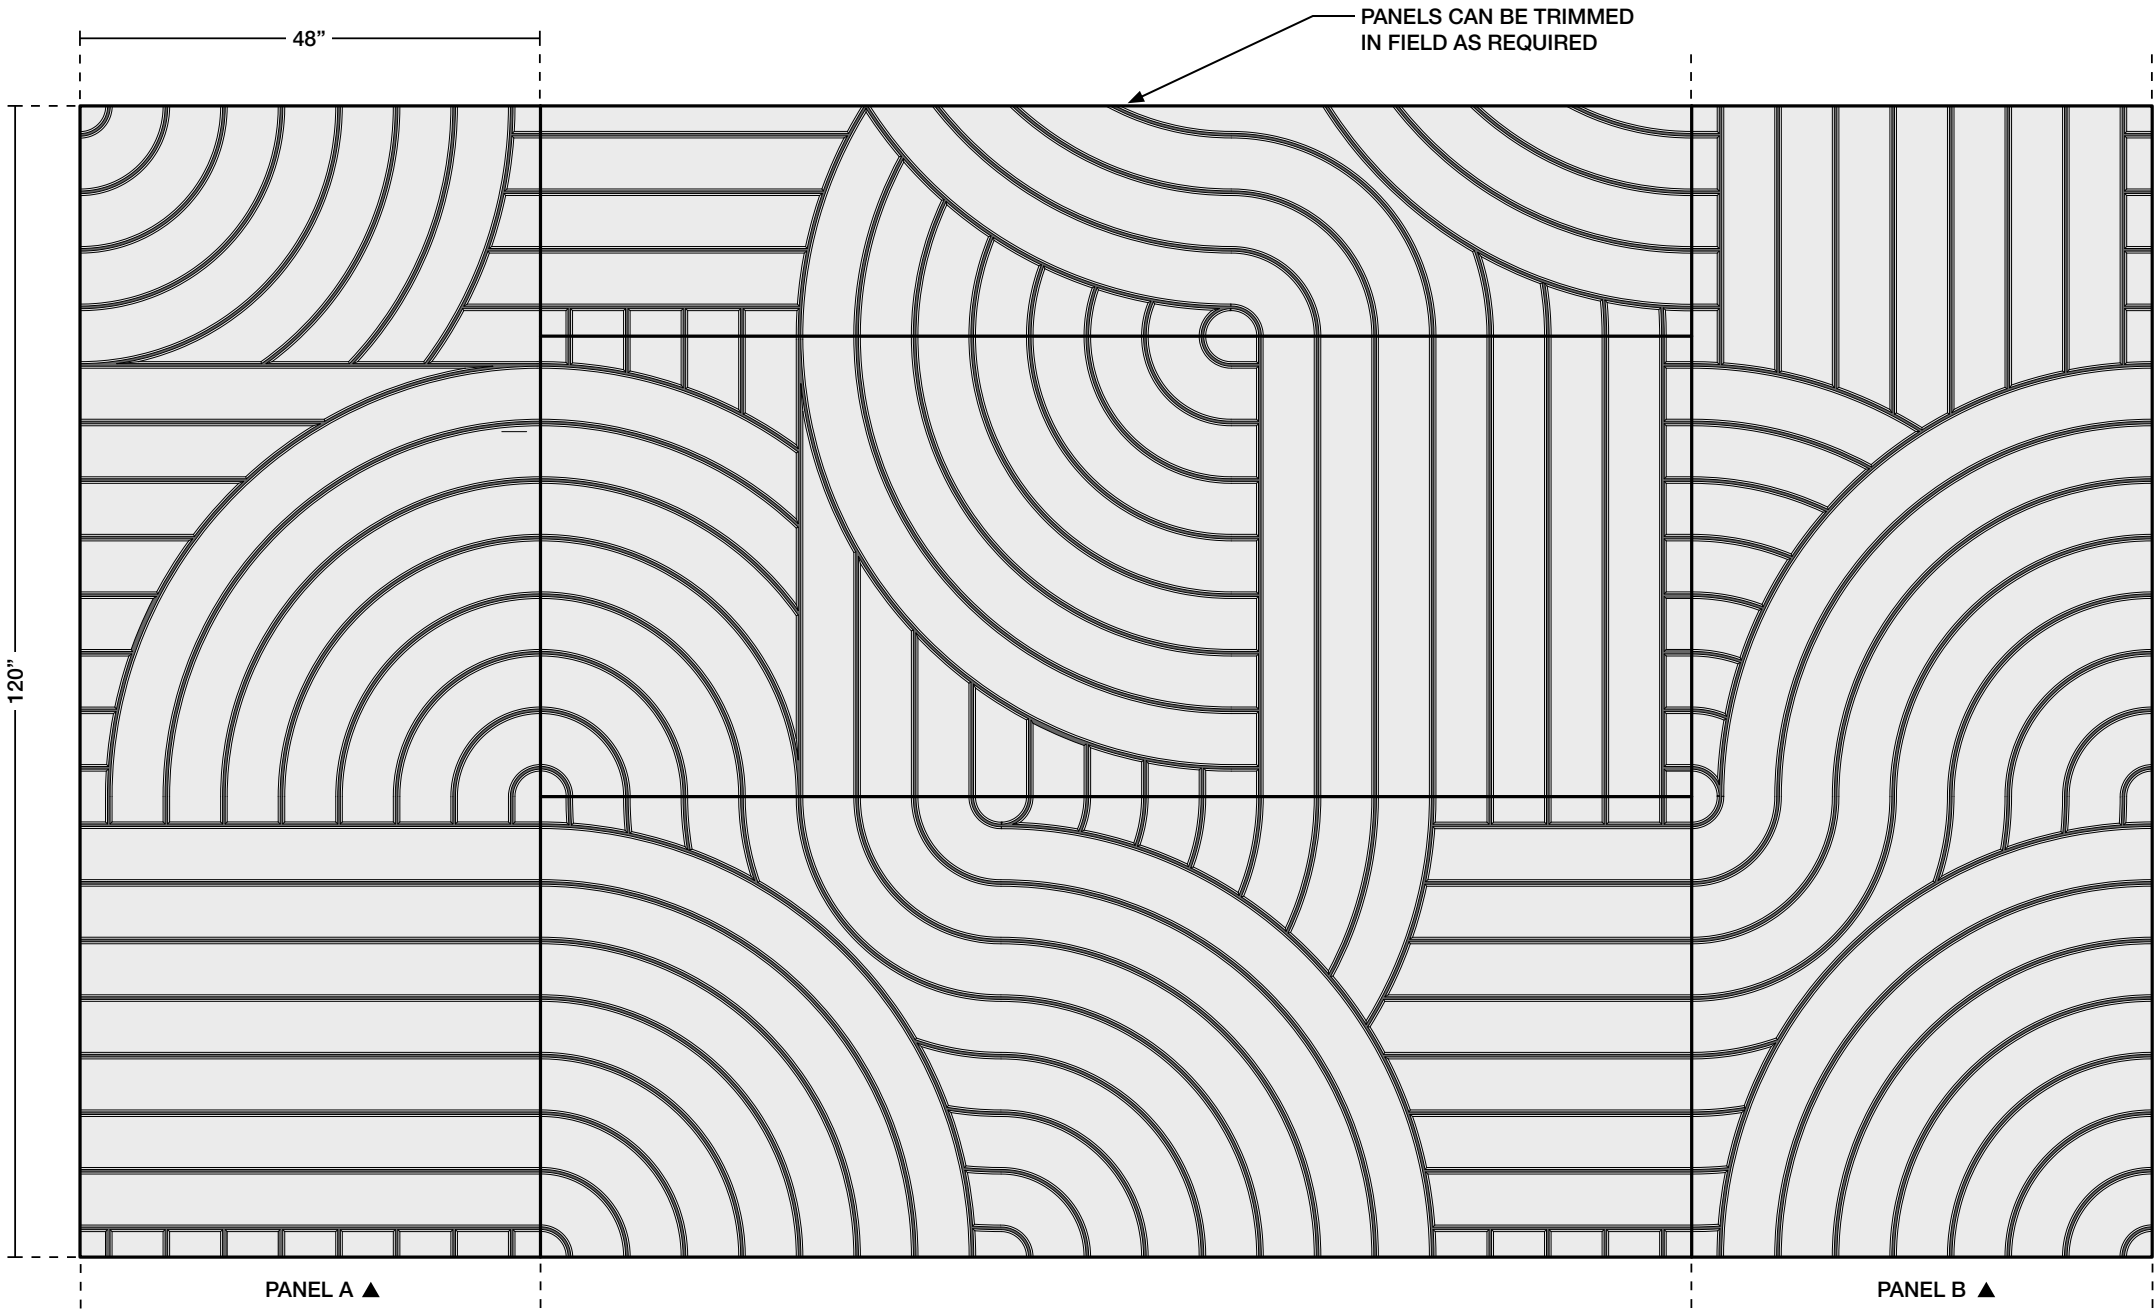 PANELS CAN BE TRIMMED
IN FIELD AS REQUIRED
48”
120”
PANEL A ▲
PANEL B ▲